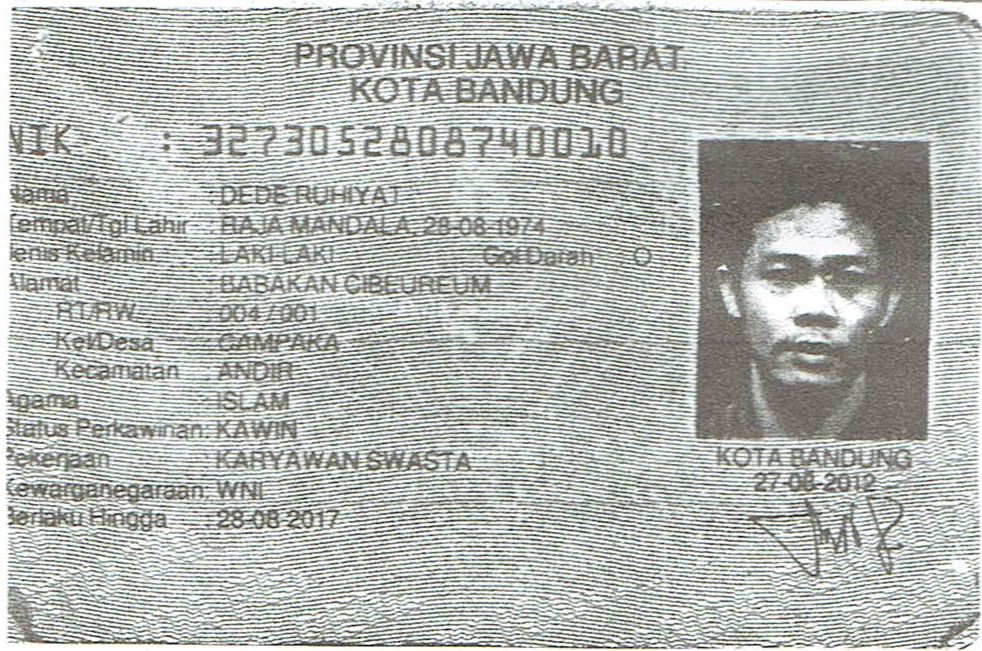 PROVINSI JAWA BARAT
KOTA BANDUNG
NIK : 3273052808740010
Nama : DEDE RUHIYAT
Tempat/Tgl Lahir : RAJA MANDALA, 28-08-1974
Jenis Kelamin : LAKI-LAKI Gol Darah O
Alamat : BABAKAN CIBEUREUM
RT/RW : 004 / 001
Kel/Desa : CAMPAKA
Kecamatan : ANDIR
Agama : ISLAM
Status Perkawinan: KAWIN
Pekerjaan : KARYAWAN SWASTA
Kewarganegaraan: WNI
Berlaku Hingga : 28-08-2017
KOTA BANDUNG
27-08-2012